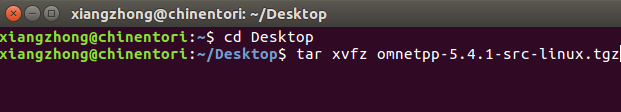 xiangzhong@chinentori: ~/Desktop
xiangzhong@chinentori:~$ cd Desktop
xiangzhong@chinentori:~/Desktop$ tar xvfz omnetpp-5.4.1-src-linux.tgz